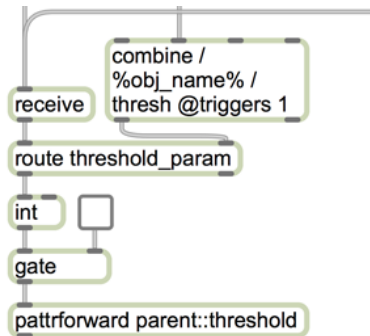 combine /
%obj_name% /
thresh @triggers 1
receive
route threshold_param
int
gate
pattrforward parent::threshold